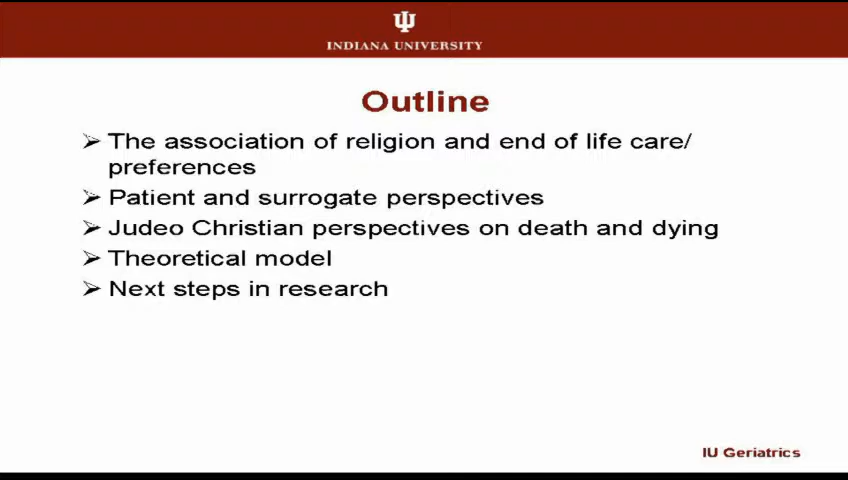 INDIANA UNIVERSITY
Outline
The association of religion and end of life care/
preferences
Patient and surrogate perspectives
Judeo Christian perspectives on death and dying
Theoretical model
Next steps in research
IU Geriatrics